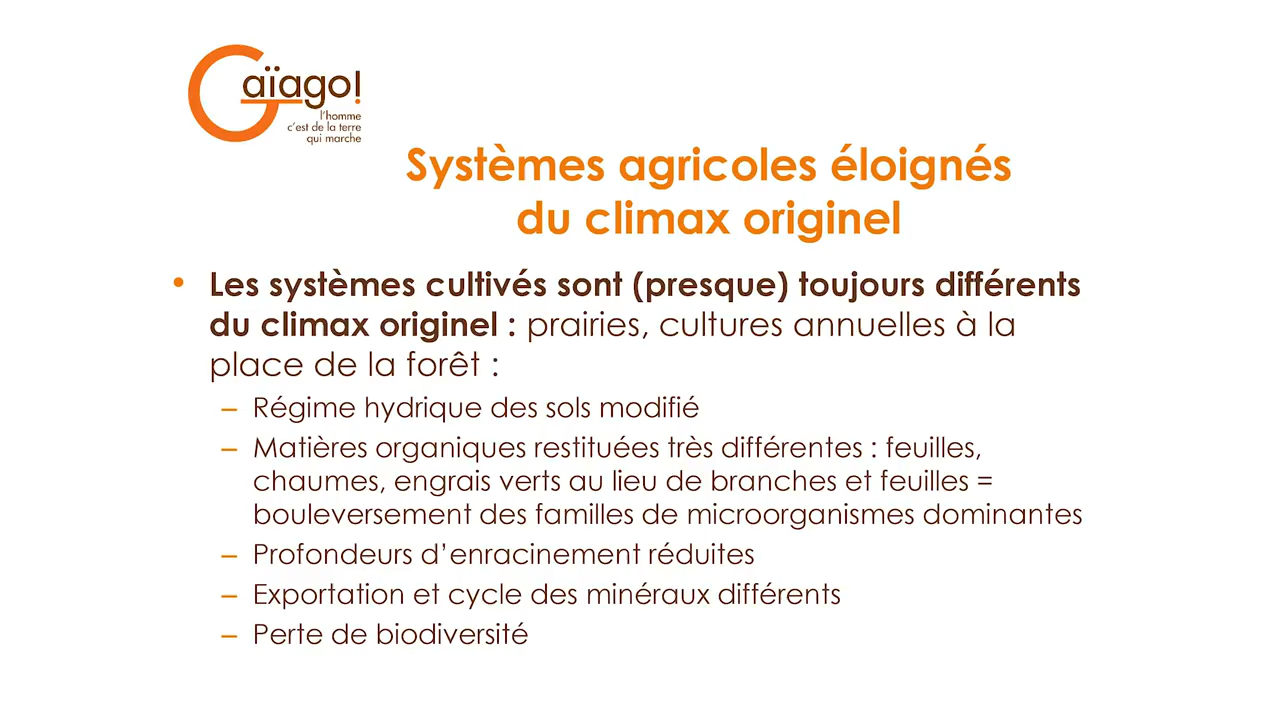 Gaïago!
l'homme
c'est de la terre
qui marche
Systèmes agricoles éloignés
du climax originel
• Les systèmes cultivés sont (presque) toujours différents
du climax originel : prairies, cultures annuelles à la
place de la forêt :
– Régime hydrique des sols modifié
– Matières organiques restituées très différentes : feuilles,
chaumes, engrais verts au lieu de branches et feuilles =
bouleversement des familles de microorganismes dominantes
– Profondeurs d’enracinement réduites
– Exportation et cycle des minéraux différents
– Perte de biodiversité